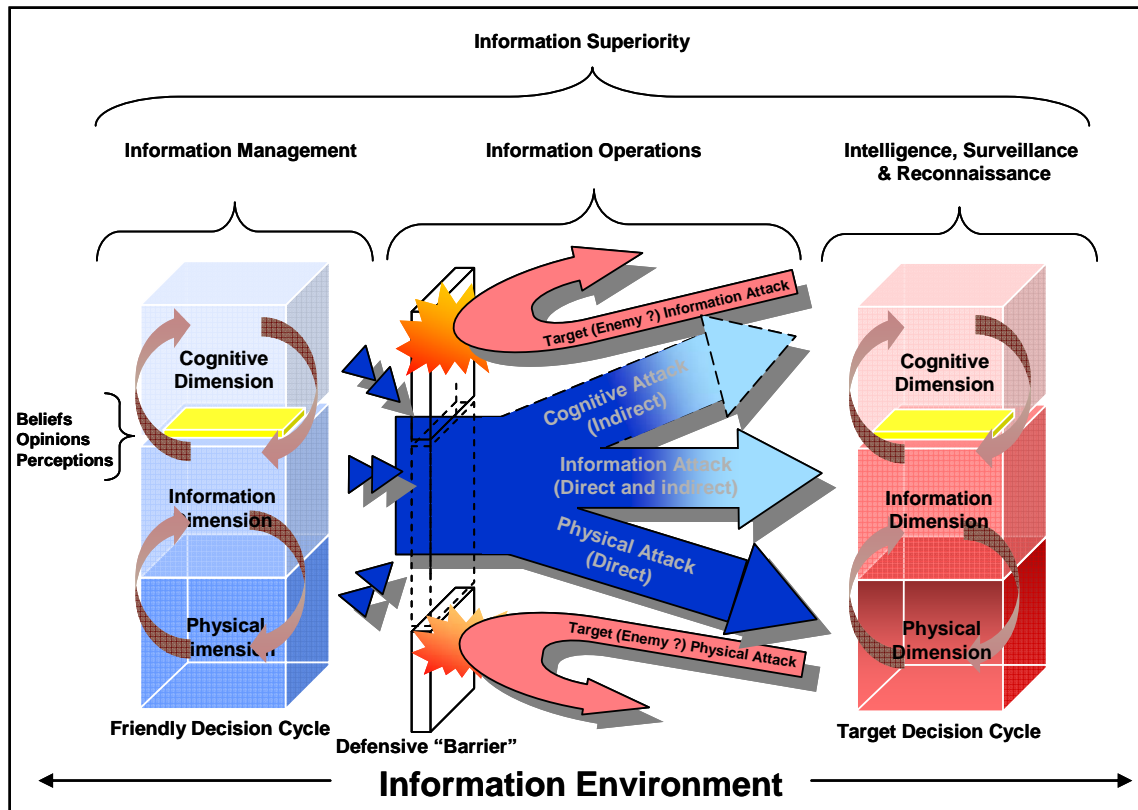 Information Superiority
Information Management
Information Operations
Intelligence, Surveillance
& Reconnaissance
Target (Enemy ?) Information Attack
Cognitive
Dimension
Cognitive Attack
(Indirect)
Cognitive
Dimension
Beliefs
Opinions
Perceptions
Information
Dimension
Information Attack
(Direct and indirect)
Information
Dimension
Physical Attack
(Direct)
Physical
Dimension
Target (Enemy ?) Physical Attack
Physical
Dimension
Friendly Decision Cycle
Defensive “Barrier”
Target Decision Cycle
Information Environment